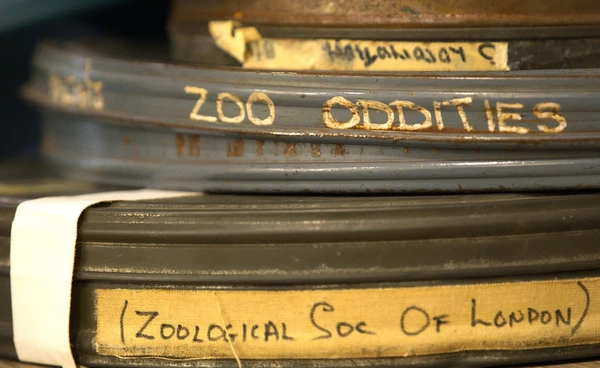 ZOO ODDITIES
(ZOOLOGICAL SOC OF LONDON)